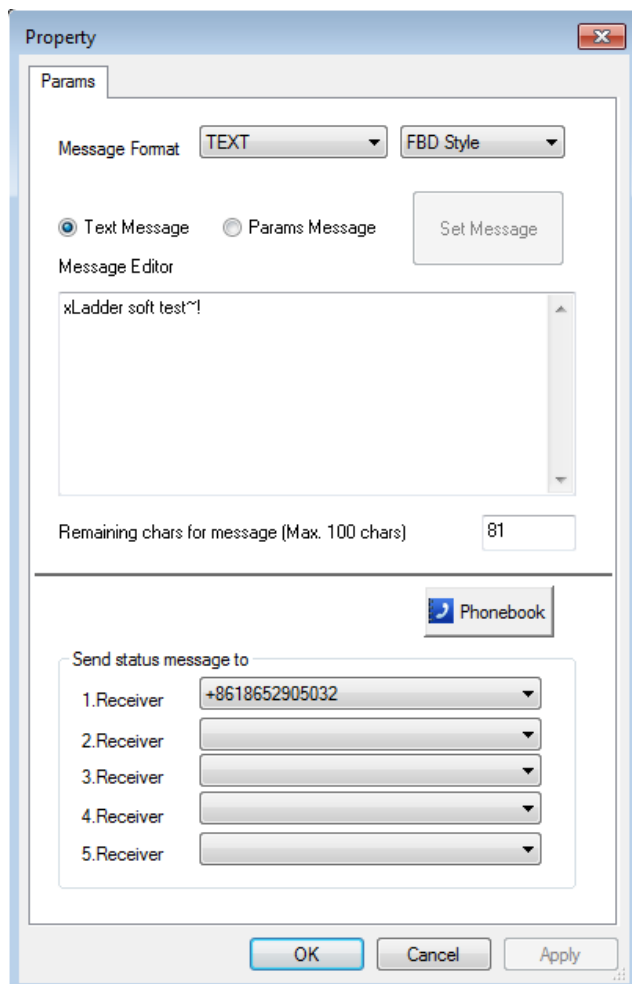 Property
Params
Message Format TEXT FBD Style
Text Message Params Message Set Message
Message Editor
xLadder soft test~!
Remaining chars for message (Max. 100 chars) 81
Phonebook
Send status message to
1.Receiver +8618652905032
2.Receiver
3.Receiver
4.Receiver
5.Receiver
OK Cancel Apply